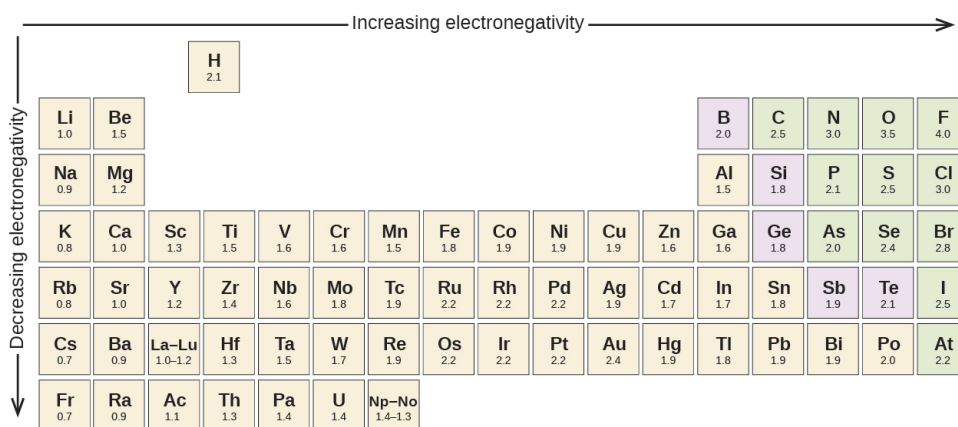 Increasing electronegativity
Decreasing electronegativity
H
2.1
Li Be B C N O F
1.0 1.5 2.0 2.5 3.0 3.5 4.0
Na Mg Al Si P S Cl
0.9 1.2 1.5 1.8 2.1 2.5 3.0
K Ca Sc Ti V Cr Mn Fe Co Ni Cu Zn Ga Ge As Se Br
0.8 1.0 1.3 1.5 1.6 1.6 1.5 1.8 1.9 1.9 1.9 1.6 1.6 1.8 2.0 2.4 2.8
Rb Sr Y Zr Nb Mo Tc Ru Rh Pd Ag Cd In Sn Sb Te I
0.8 1.0 1.2 1.4 1.6 1.8 1.9 2.2 2.2 2.2 1.9 1.7 1.7 1.8 1.9 2.1 2.5
Cs Ba La–Lu Hf Ta W Re Os Ir Pt Au Hg Tl Pb Bi Po At
0.7 0.9 1.0–1.2 1.3 1.5 1.7 1.9 2.2 2.2 2.2 2.4 1.9 1.8 1.9 1.9 2.0 2.2
Fr Ra Ac Th Pa U Np–No
0.7 0.9 1.1 1.3 1.4 1.4 1.4–1.3